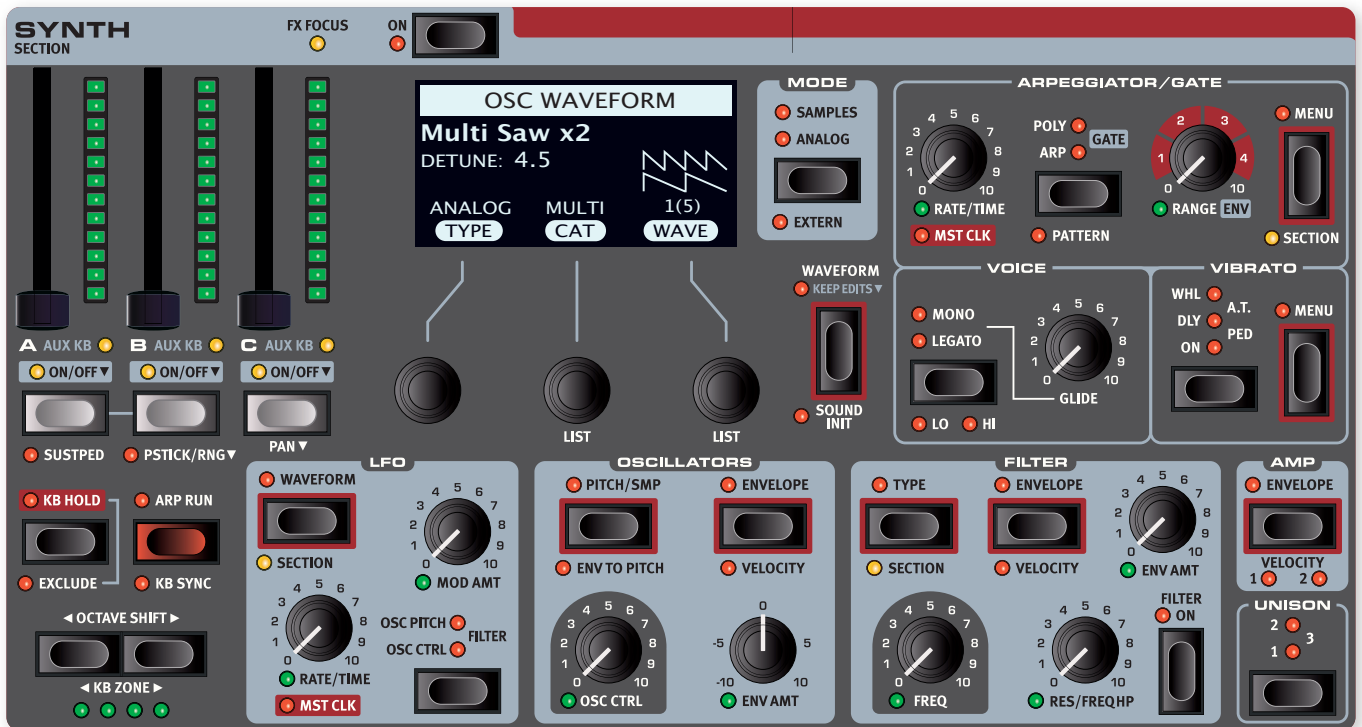 SYNTH
SECTION
FX FOCUS
ON
OSC WAVEFORM
Multi Saw x2
DETUNE: 4.5
ANALOG MULTI 1(5)
TYPE CAT WAVE
LIST
LIST
MODE
SAMPLES
ANALOG
EXTERN
WAVEFORM
KEEP EDITS ▼
SOUND
INIT
ARPEGGIATOR/GATE
0 1 2 3 4 5 6 7 8 9 10
RATE/TIME
MST CLK
POLY
ARP
GATE
PATTERN
0 1 2 3 4 10
RANGE ENV
MENU
SECTION
VOICE
MONO
LEGATO
LO HI
0 1 2 3 4 5 6 7 8 9 10
GLIDE
VIBRATO
WHL
DLY
ON
A.T.
PED
MENU
A AUX KB B AUX KB C AUX KB
ON/OFF ▼ ON/OFF ▼ ON/OFF ▼
SUSTPED PSTICK/RNG ▼ PAN ▼
KB HOLD ARP RUN
EXCLUDE KB SYNC
◄ OCTAVE SHIFT ►
◄ KB ZONE ►
LFO
WAVEFORM
SECTION
0 1 2 3 4 5 6 7 8 9 10
MOD AMT
0 1 2 3 4 5 6 7 8 9 10
RATE/TIME
MST CLK
OSC PITCH
OSC CTRL
FILTER
OSCILLATORS
PITCH/SMP
ENV TO PITCH
ENVELOPE
VELOCITY
0 1 2 3 4 5 6 7 8 9 10
OSC CTRL
-10 -5 0 5 10
ENV AMT
FILTER
TYPE
SECTION
ENVELOPE
VELOCITY
0 1 2 3 4 5 6 7 8 9 10
ENV AMT
0 1 2 3 4 5 6 7 8 9 10
FREQ
0 1 2 3 4 5 6 7 8 9 10
RES/FREQ HP
FILTER
ON
AMP
ENVELOPE
VELOCITY
1 2
UNISON
2
3
1